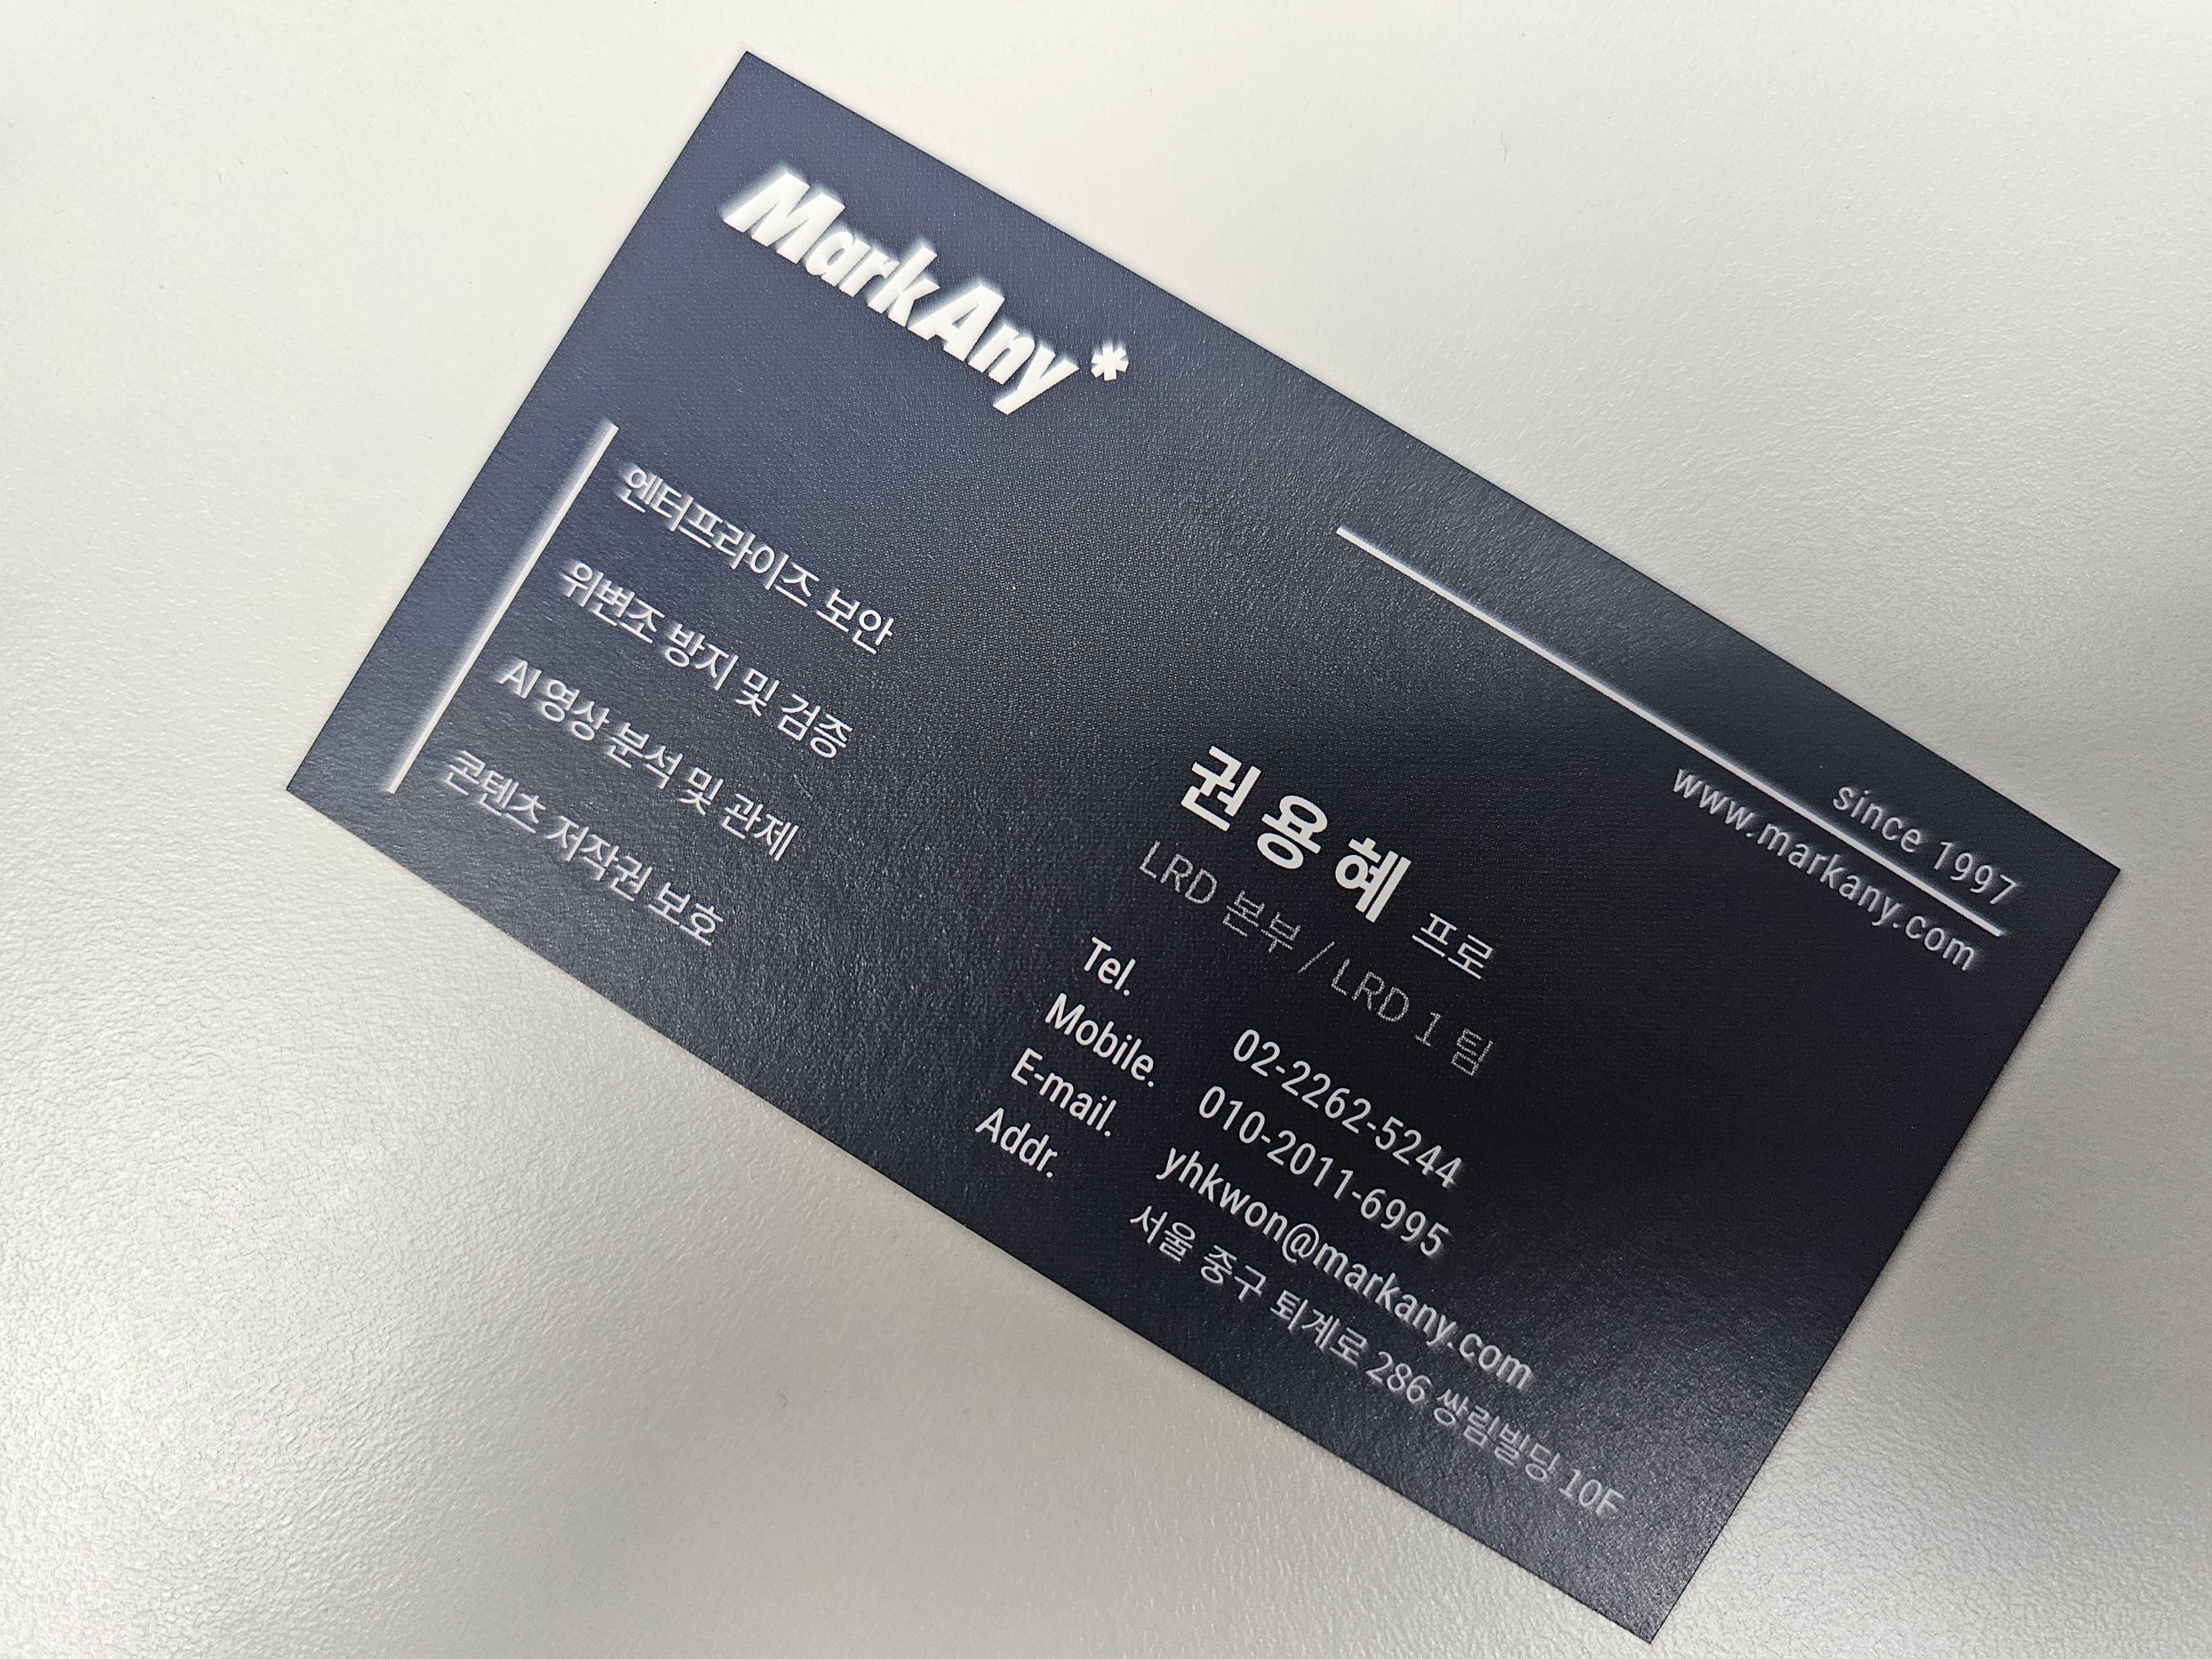 MarkAny*
since 1997
www.markany.com
엔터프라이즈 보안
위변조 방지 및 검증
AI 영상 분석 및 관제
콘텐츠 저작권 보호
권용혜 프로
LRD 본부 / LRD 1 팀
Tel. 02-2262-5244
Mobile. 010-2011-6995
E-mail. yhkwon@markany.com
Addr. 서울 중구 퇴계로 286 쌍림빌딩 10F